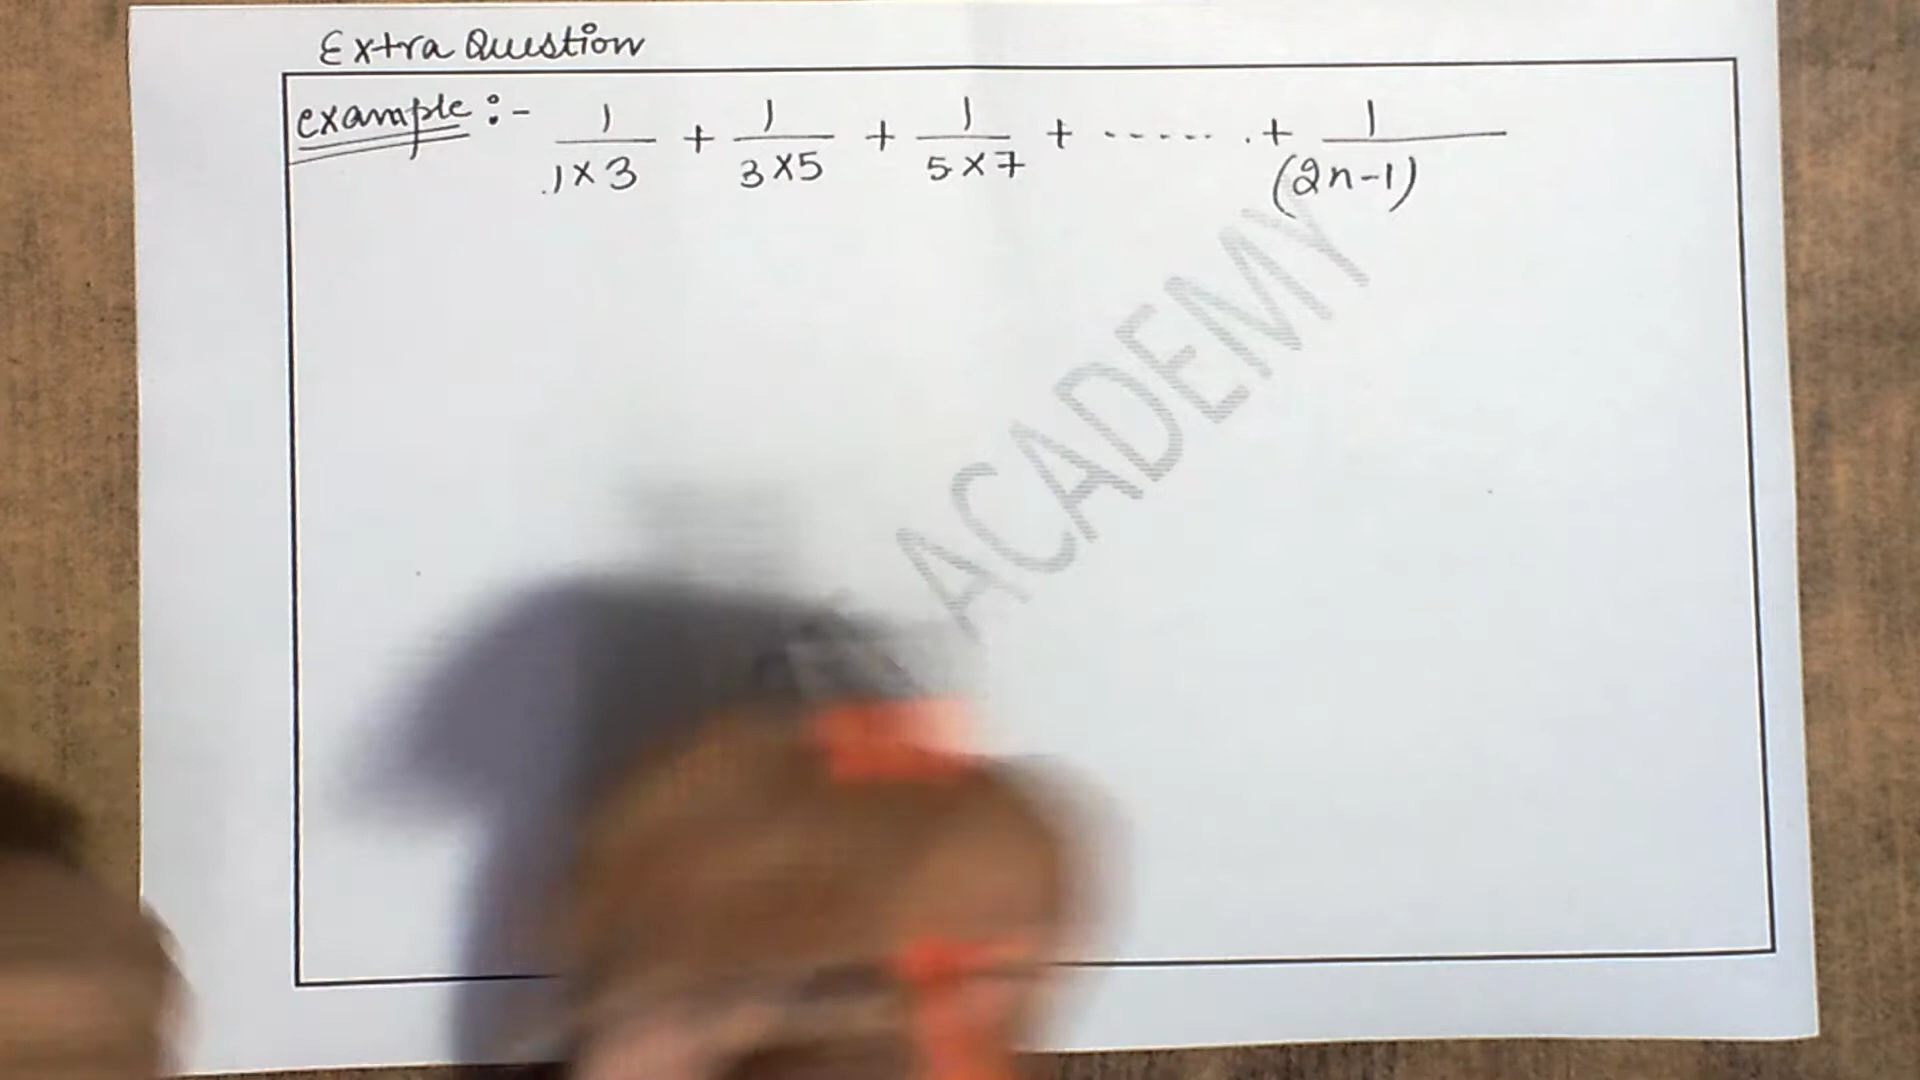 Extra Question
example :- 1/1×3 + 1/3×5 + 1/5×7 + ------ .+ 1/(2n-1)
ACADEMY